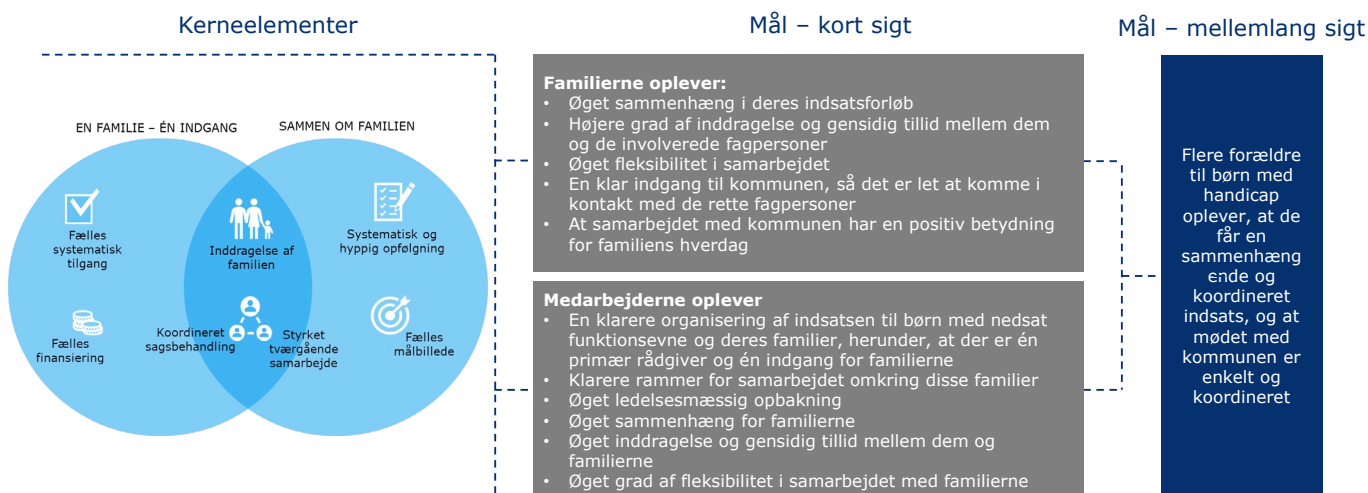 Kerneelementer
EN FAMILIE – ÉN INDGANG
SAMMEN OM FAMILIEN
Fælles
systematisk
tilgang
Inddragelse af
familien
Systematisk og
hyppig opfølgning
Fælles
finansiering
Koordineret
sagsbehandling
Styrket
tværgående
samarbejde
Fælles
målbillede
Mål – kort sigt
Familierne oplever:
• Øget sammenhæng i deres indsatsforløb
• Højere grad af inddragelse og gensidig tillid mellem dem
og de involverede fagpersoner
• Øget fleksibilitet i samarbejdet
• En klar indgang til kommunen, så det er let at komme i
kontakt med de rette fagpersoner
• At samarbejdet med kommunen har en positiv betydning
for familiens hverdag
Medarbejderne oplever
• En klarere organisering af indsatsen til børn med nedsat
funktionsevne og deres familier, herunder, at der er én
primær rådgiver og én indgang for familierne
• Klarere rammer for samarbejdet omkring disse familier
• Øget ledelsesmæssig opbakning
• Øget sammenhæng for familierne
• Øget inddragelse og gensidig tillid mellem dem og
familierne
• Øget grad af fleksibilitet i samarbejdet med familierne
Mål – mellemlang sigt
Flere forældre
til børn med
handicap
oplever, at de
får en
sammenhæng
ende og
koordineret
indsats, og at
mødet med
kommunen er
enkelt og
koordineret